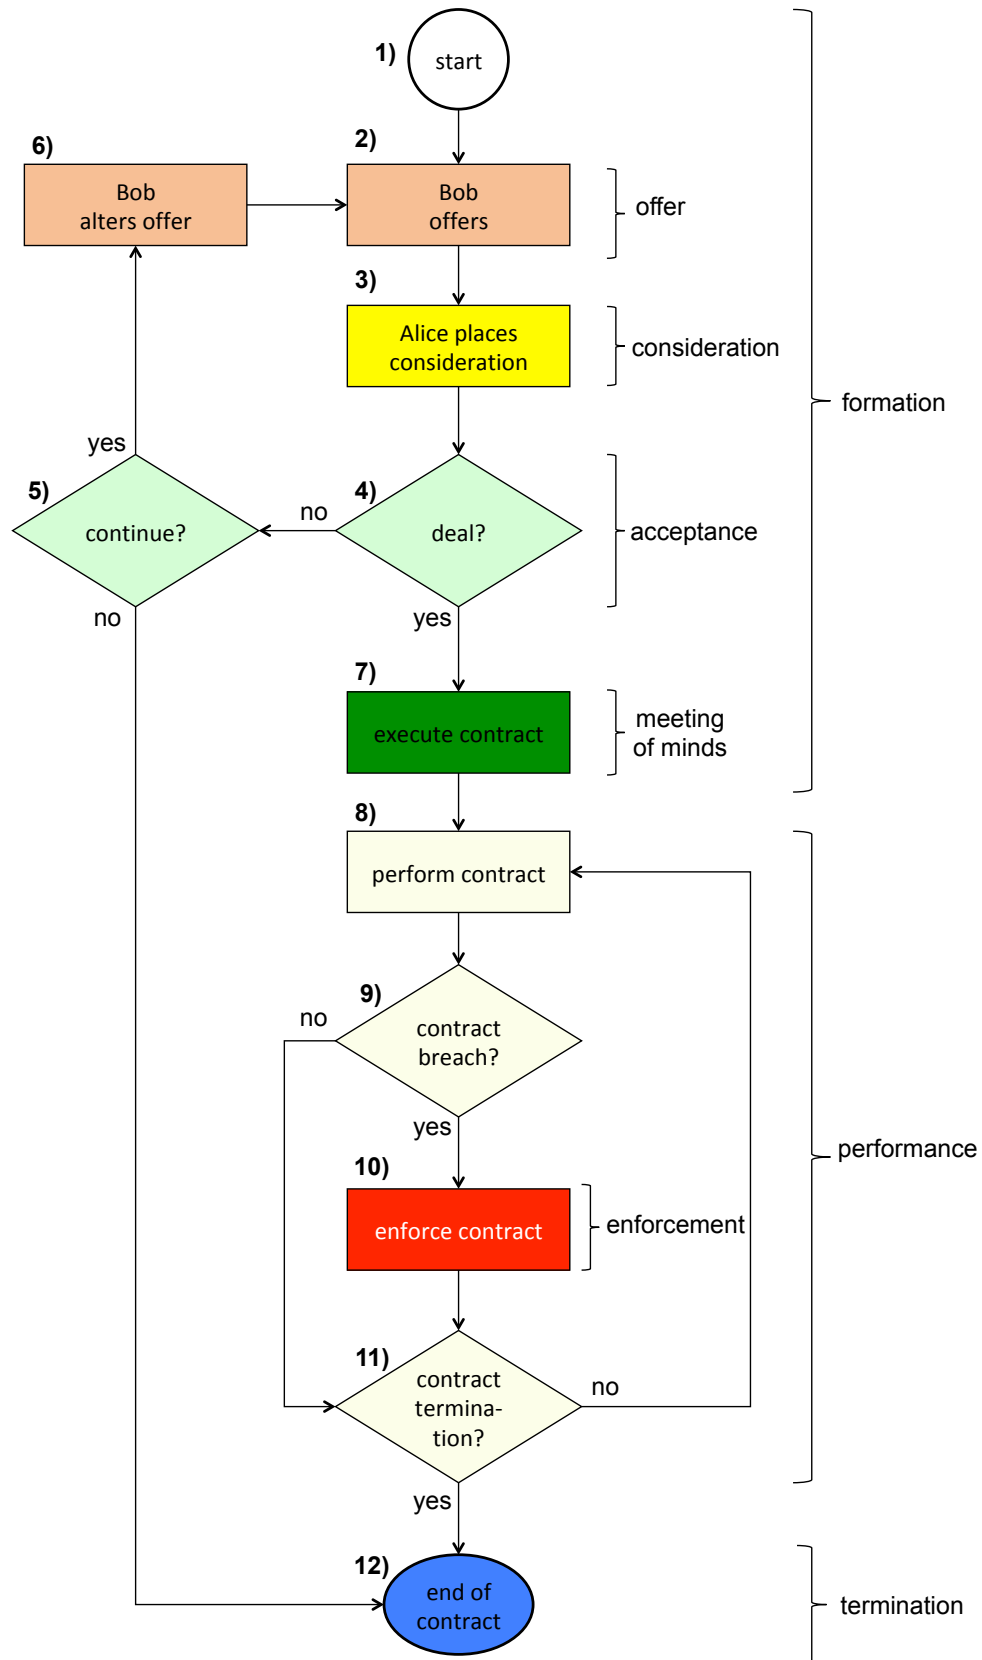 1)
start
6)
2)
Bob
alters offer
Bob
offers
offer
3)
Alice places
consideration
consideration
formation
yes
5)
continue?
no
4)
deal?
acceptance
no
yes
7)
execute contract
meeting
of minds
8)
perform contract
9)
no
contract
breach?
yes
performance
10)
enforce contract
enforcement
11)
contract
termina-
tion?
no
yes
12)
end of
contract
termination